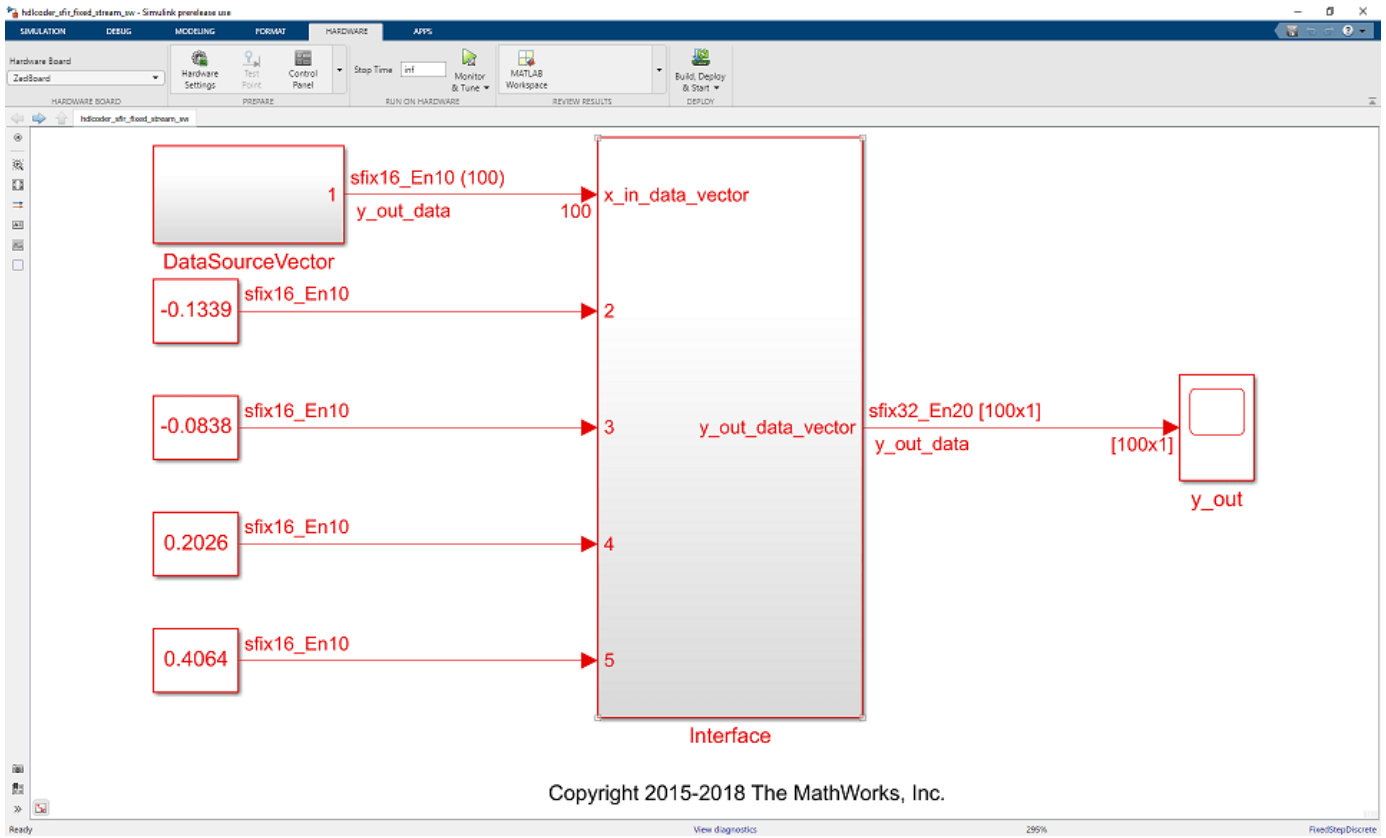 hdlcoder_sfir_fixed_stream_sw - Simulink prerelease use
SIMULATION DEBUG MODELING FORMAT HARDWARE APPS
Hardware Board
ZedBoard
Hardware Settings
Test Point
Control Panel
Stop Time inf
Monitor & Tune
MATLAB Workspace
Build, Deploy & Start
HARDWARE BOARD PREPARE RUN ON HARDWARE REVIEW RESULTS DEPLOY
hdlcoder_sfir_fixed_stream_sw
1
sfix16_En10 (100)
y_out_data
100
x_in_data_vector
DataSourceVector
-0.1339
sfix16_En10
2
-0.0838
sfix16_En10
3
y_out_data_vector
sfix32_En20 [100x1]
y_out_data
[100x1]
y_out
0.2026
sfix16_En10
4
0.4064
sfix16_En10
5
Interface
Copyright 2015-2018 The MathWorks, Inc.
Ready
View diagnostics
295%
FixedStepDiscrete